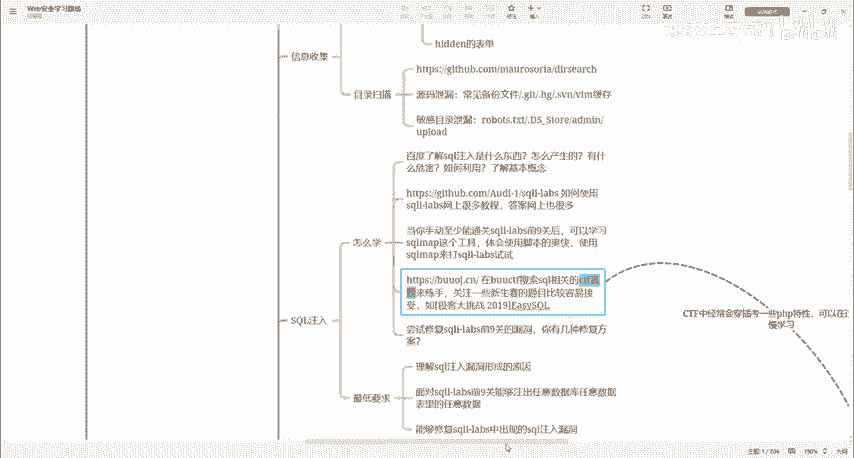 Web安全学习路线
标注
插入
hidden的表单
信息收集
https://github.com/maurosoria/dirsearch
目录扫描
源码泄漏：常见备份文件/.git/.hg/.svn/vim缓存
敏感目录泄漏：robots.txt/.DS_Store/admin/
upload
百度了解sql注入是什么东西？怎么产生的？有什
么危害？如何利用？了解基本概念
https://github.com/Audi-1/sqli-labs 如何使用
sqli-labs网上很多教程，答案网上也很多
怎么学
当你手动至少能通关sqli-labs前9关后，可以学习
sqlmap这个工具，体会使用脚本的爽快，使用
sqlmap来打sqli-labs试试
https://buuoj.cn/ 在buuctf搜索sql相关的ctf真
题来练手，关注一些新生赛的题目比较容易接
受，如[极客大挑战 2019]EasySQL
CTF中经常会穿插考一些php特性，可以在
慢学习
SQL注入
尝试修复sqli-labs前9关的漏洞，你有几种修复方
案？
理解sql注入漏洞形成的原因
最低要求
面对sqli-labs前9关能够注出任意数据库任意数据
表里的任意数据
能够修复sqli-labs中出现的sql注入漏洞
主题: 1 / 204
150%
大纲